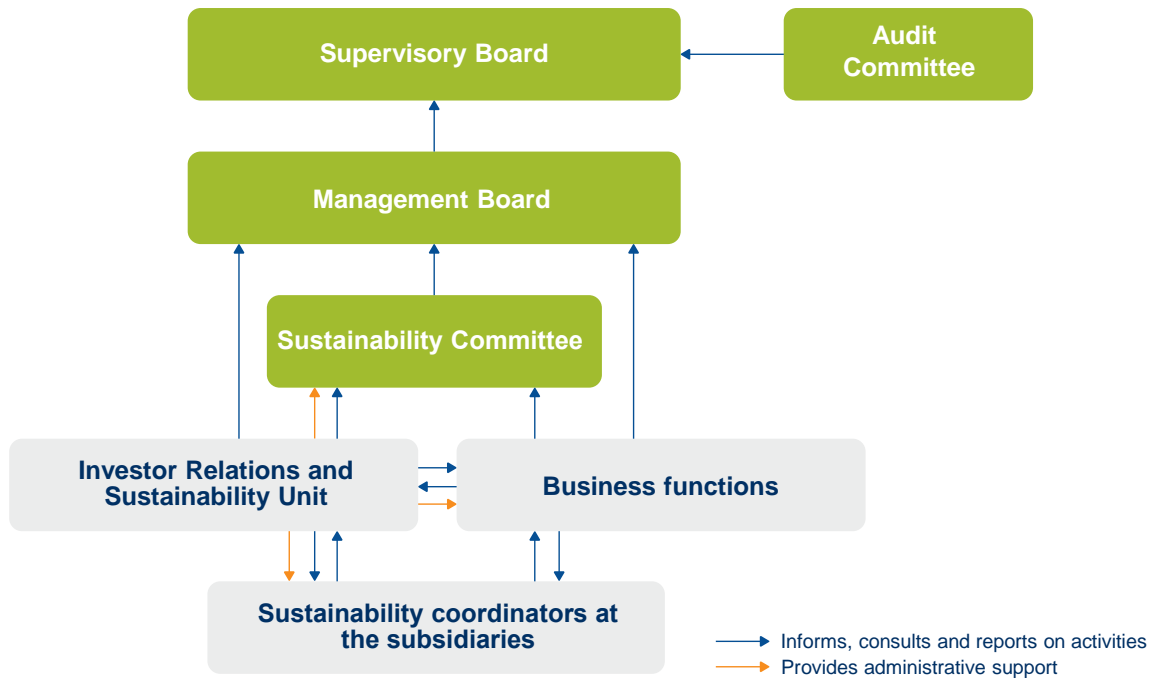 Supervisory Board
Audit
Committee
Management Board
Sustainability Committee
Investor Relations and
Sustainability Unit
Business functions
Sustainability coordinators at
the subsidiaries
Informs, consults and reports on activities
Provides administrative support